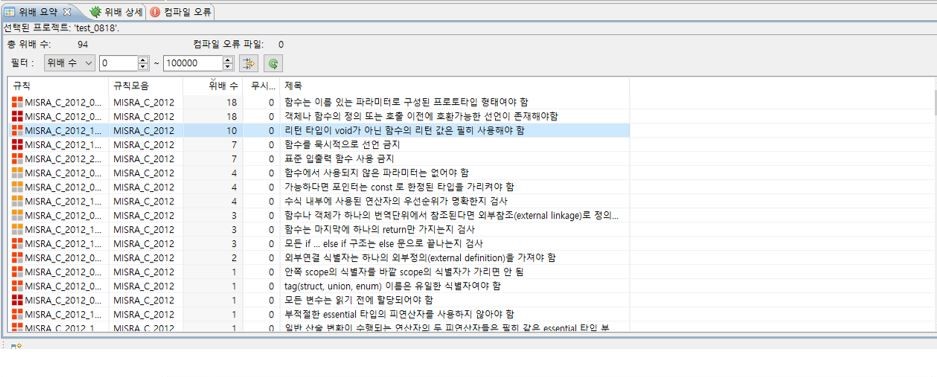 위배 요약 위배 상세 컴파일 오류
선택된 프로젝트: 'test_0818'.
총 위배 수: 94 컴파일 오류 파일: 0
필터 : 위배 수 0 ~ 100000
규칙 규칙모음 위배 수 무시... 제목
MISRA_C_2012_0... MISRA_C_2012 18 0 함수는 이름 있는 파라미터로 구성된 프로토타입 형태여야 함
MISRA_C_2012_0... MISRA_C_2012 18 0 객체나 함수의 정의 또는 호출 이전에 호환가능한 선언이 존재해야함
MISRA_C_2012_1... MISRA_C_2012 10 0 리턴 타입이 void가 아닌 함수의 리턴 값은 필히 사용해야 함
MISRA_C_2012_1... MISRA_C_2012 7 0 함수를 묵시적으로 선언 금지
MISRA_C_2012_2... MISRA_C_2012 7 0 표준 입출력 함수 사용 금지
MISRA_C_2012_0... MISRA_C_2012 4 0 함수에서 사용되지 않은 파라미터는 없어야 함
MISRA_C_2012_0... MISRA_C_2012 4 0 가능하다면 포인터는 const 로 한정된 타입을 가리켜야 함
MISRA_C_2012_1... MISRA_C_2012 4 0 수식 내부에 사용된 연산자의 우선순위가 명확한지 검사
MISRA_C_2012_0... MISRA_C_2012 3 0 함수나 객체가 하나의 번역단위에서 참조된다면 외부참조(external linkage)로 정의...
MISRA_C_2012_1... MISRA_C_2012 3 0 함수는 마지막에 하나의 return만 가지는지 검사
MISRA_C_2012_1... MISRA_C_2012 3 0 모든 if ... else if 구조는 else 문으로 끝나는지 검사
MISRA_C_2012_0... MISRA_C_2012 2 0 외부연결 식별자는 하나의 외부정의(external definition)를 가져야 함
MISRA_C_2012_0... MISRA_C_2012 1 0 안쪽 scope의 식별자를 바깥 scope의 식별자가 가리면 안 됨
MISRA_C_2012_0... MISRA_C_2012 1 0 tag(struct, union, enum) 이름은 유일한 식별자여야 함
MISRA_C_2012_0... MISRA_C_2012 1 0 모든 변수는 읽기 전에 할당되어야 함
MISRA_C_2012_1... MISRA_C_2012 1 0 부적절한 essential 타입의 피연산자를 사용하지 않아야 함
MISRA_C_2012_1... MISRA_C_2012 1 0 일반 산술 변환이 수행되는 연산자의 두 피연산자들은 필히 같은 essential 타입 부